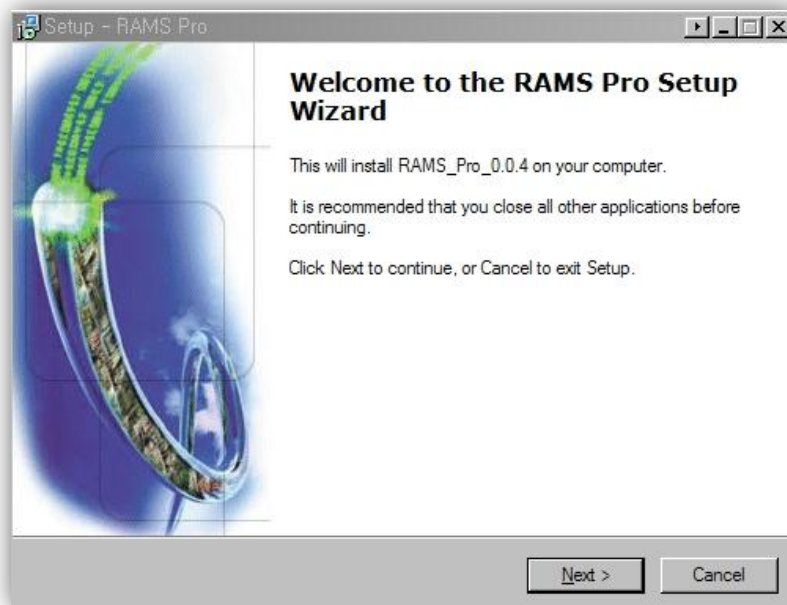 Setup - RAMS Pro
Welcome to the RAMS Pro Setup
Wizard
This will install RAMS_Pro_0.0.4 on your computer.
It is recommended that you close all other applications before
continuing.
Click Next to continue, or Cancel to exit Setup.
Next >
Cancel